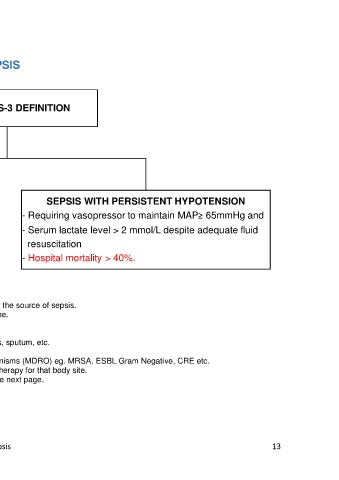 PSIS
S-3 DEFINITION
SEPSIS WITH PERSISTENT HYPOTENSION
- Requiring vasopressor to maintain MAP≥ 65mmHg and
- Serum lactate level > 2 mmol/L despite adequate fluid
resuscitation
- Hospital mortality > 40%.
the source of sepsis.
ne.
s, sputum, etc.
nisms (MDRO) eg. MRSA, ESBL Gram Negative, CRE etc.
herapy for that body site.
e next page.
psis 13